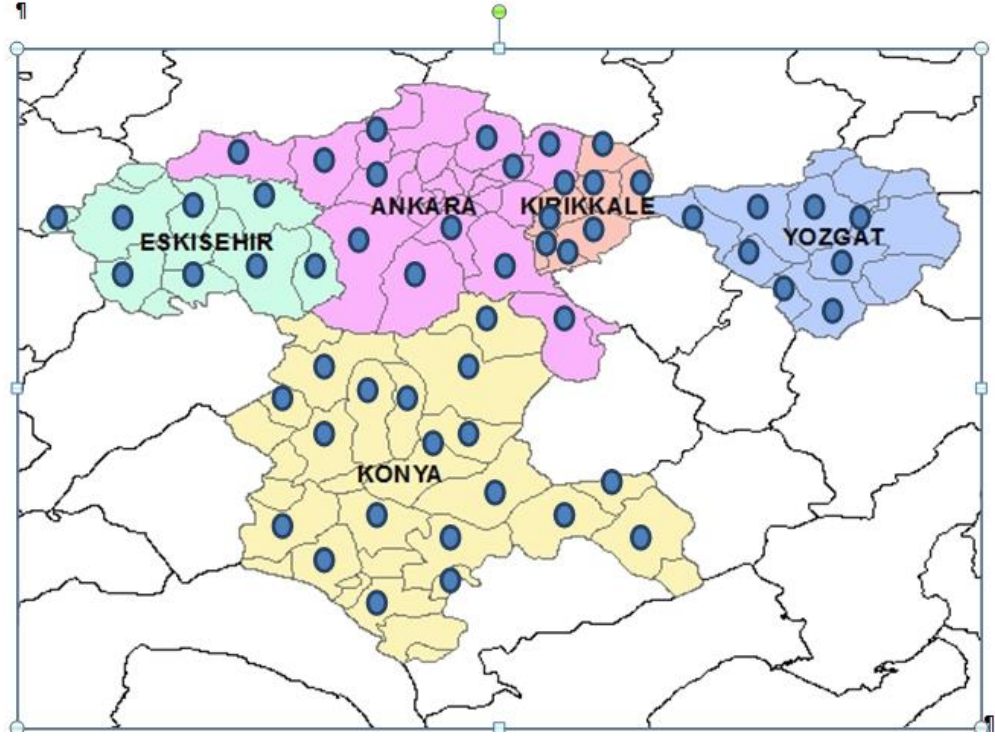 ¶
ANKARA
KIRIKKALE
ESKISEHIR
YOZGAT
KONYA
¶